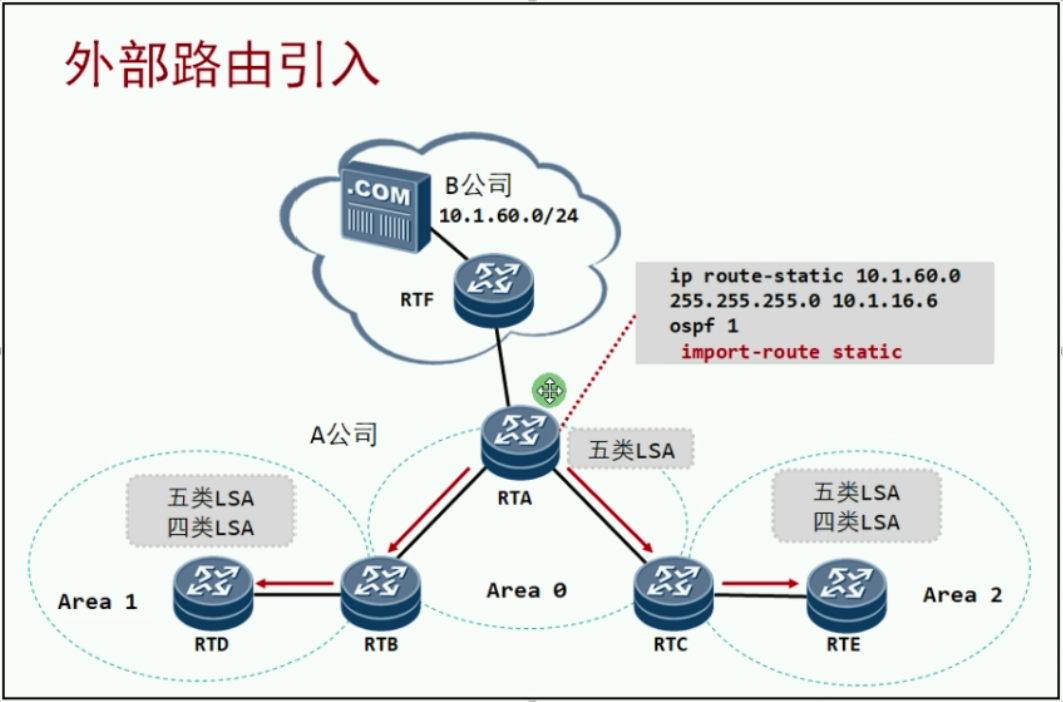 外部路由引入
.COM
B公司
10.1.60.0/24
RTF
ip route-static 10.1.60.0
255.255.255.0 10.1.16.6
ospf 1
import-route static
A公司
RTA
五类LSA
五类LSA
四类LSA
五类LSA
四类LSA
Area 1
RTD
RTB
Area 0
RTC
RTE
Area 2